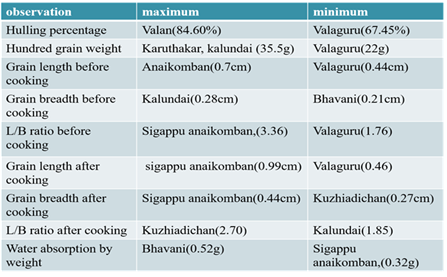 observation maximum minimum
Hulling percentage Valan(84.60%) Valaguru(67.45%)
Hundred grain weight Karuthakar, kalundai (35.5g) Valaguru(22g)
Grain length before cooking Anaikomban(0.7cm) Valaguru(0.44cm)
Grain breadth before cooking Kalundai(0.28cm) Bhavani(0.21cm)
L/B ratio before cooking Sigappu anaikomban,(3.36) Valaguru(1.76)
Grain length after cooking sigappu anaikomban(0.99cm) Valaguru(0.46)
Grain breadth after cooking Sigappu anaikomban(0.44cm) Kuzhiadichan(0.27cm)
L/B ratio after cooking Kuzhiadichan(2.70) Kalundai(1.85)
Water absorption by weight Bhavani(0.52g) Sigappu anaikomban,(0.32g)